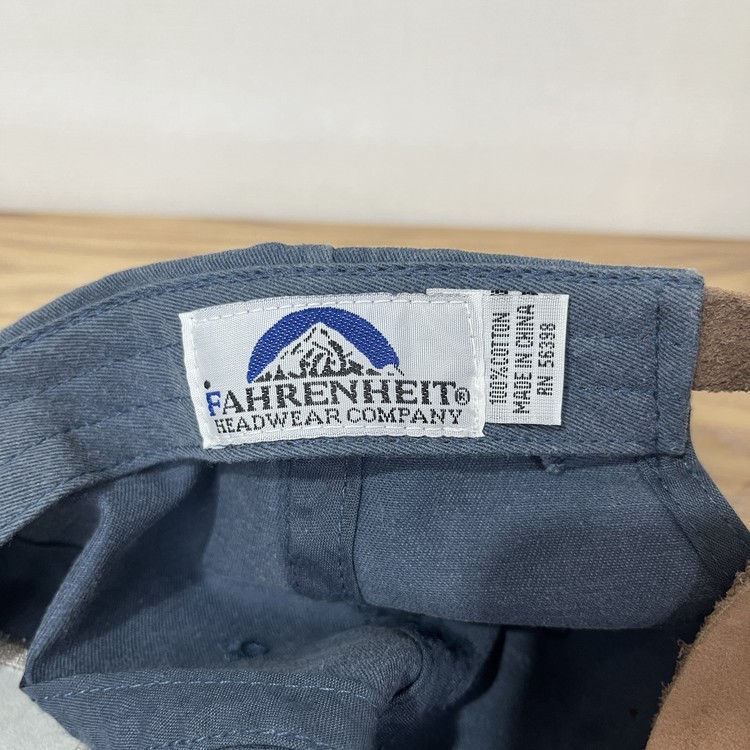 FAHRENHEIT®
HEADWEAR COMPANY
100% COTTON
MADE IN CHINA
RN 56398